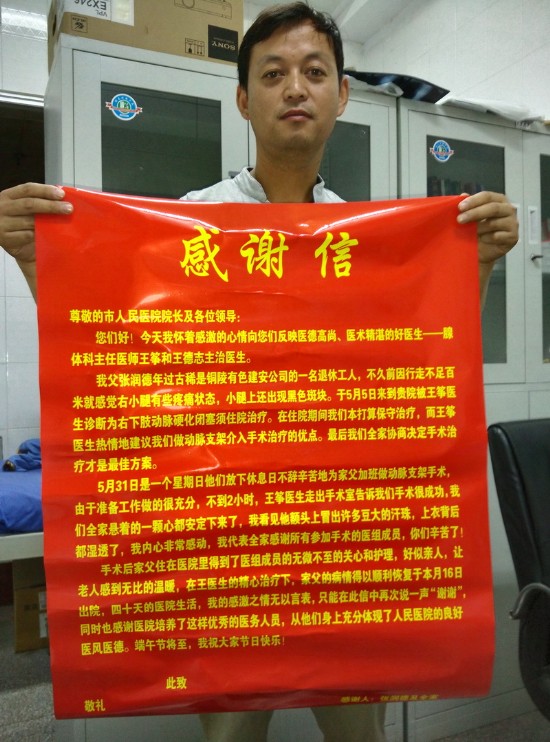 VPL
EX245
SONY
感谢信
尊敬的市人民医院院长及各位领导：
您们好！今天我怀着感激的心情向您们反映医德高尚、医术精湛的好医生——腺
体科主任医师王筝和王德志主治医生。
我父张润德年过古稀是铜陵有色建安公司的一名退休工人，不久前因行走不足百
米就感觉右小腿有些疼痛状态，小腿上还出现黑色斑块。于5月5日来到贵院被王筝医
生诊断为右下肢动脉硬化闭塞须住院治疗。在住院期间我们本打算保守治疗，而王筝
医生热情地建议我们做动脉支架介入手术治疗的优点。最后我们全家协商决定手术治
疗才是最佳方案。
5月31日是一个星期日他们放下休息日不辞辛苦地为家父加班做动脉支架手术，
由于准备工作做的很充分，不到2小时，王筝医生走出手术室告诉我们手术很成功，我
们全家悬着的一颗心都安定下来了，我看见他额头上冒出许多豆大的汗珠，上衣背后
都湿透了，我内心非常感动，我代表全家感谢所有参加手术的医组成员，你们辛苦了！
手术后家父住在医院里得到了医组成员的无微不至的关心和护理，好似亲人，让
老人感到无比的温暖，在王医生的精心治疗下，家父的病情得以顺利恢复于本月16日
出院，四十天的医院生活，我的感激之情无以言表，只能在此信中再次说一声“谢谢”，
同时也感谢医院培养了这样优秀的医务人员，从他们身上充分体现了人民医院的良好
医风医德。端午节将至，我祝大家节日快乐！
此致
敬礼
感谢人：张润德及全家